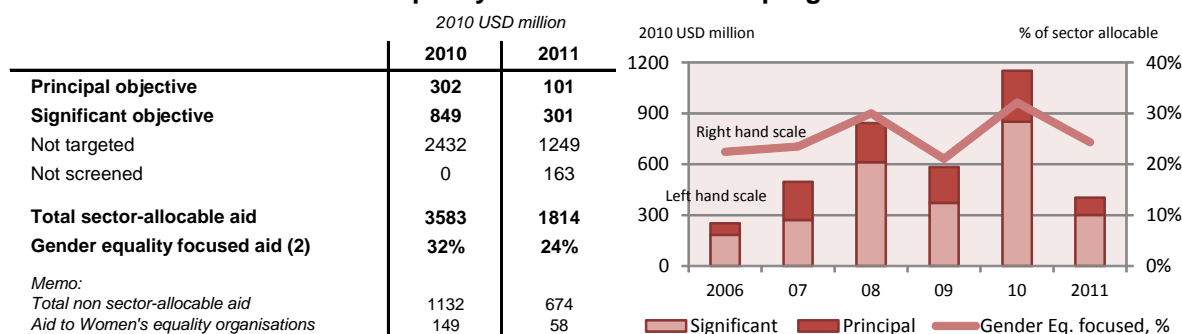 2010 USD million
2010 2011
Principal objective 302 101
Significant objective 849 301
Not targeted 2432 1249
Not screened 0 163
Total sector-allocable aid 3583 1814
Gender equality focused aid (2) 32% 24%
Memo:
Total non sector-allocable aid 1132 674
Aid to Women's equality organisations 149 58
2010 USD million % of sector allocable
1200 40%
900 30%
Right hand scale
600 20%
Left hand scale
300 10%
0 0%
2006 07 08 09 10 2011
Significant Principal Gender Eq. focused, %